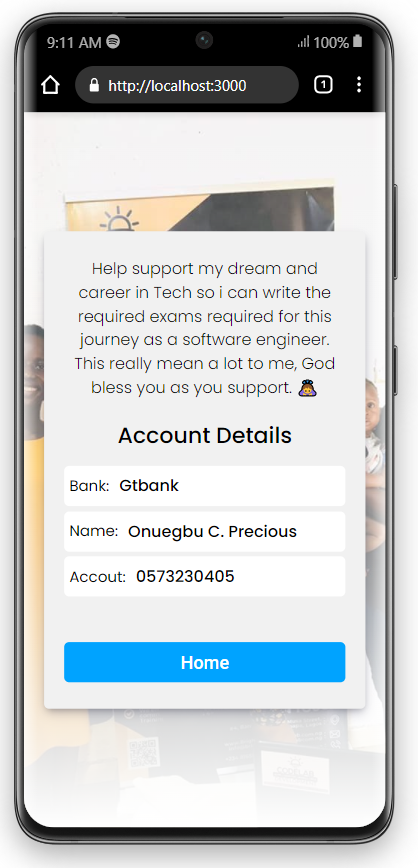 9:11 AM
100%
http://localhost:3000
1
Help support my dream and
career in Tech so i can write the
required exams required for this
journey as a software engineer.
This really mean a lot to me, God
bless you as you support. 🙇‍♀️
Account Details
Bank: Gtbank
Name: Onuegbu C. Precious
Accout: 0573230405
Home